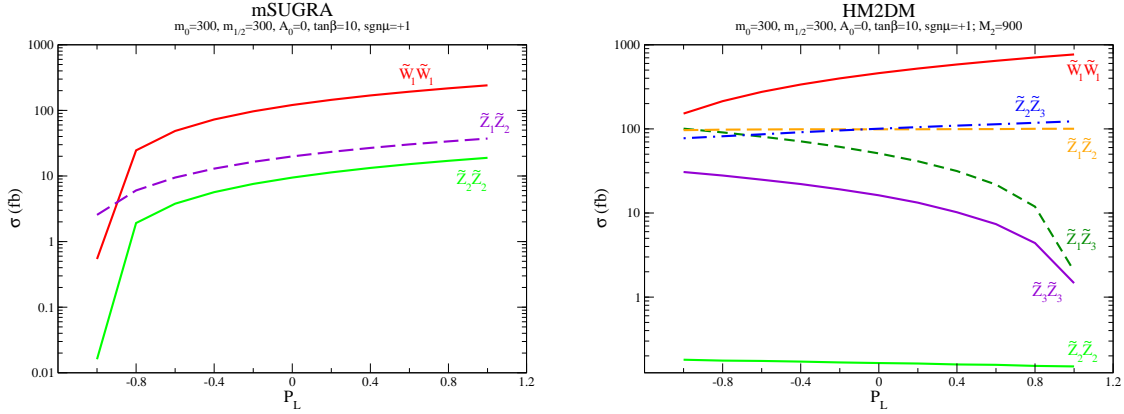 mSUGRA
m₀=300, m₁/₂=300, A₀=0, tanβ=10, sgnμ=+1
1000
100
10
1
0.1
0.01
σ (fb)
W̃₁W̃₁
Z̃₁Z̃₂
Z̃₂Z̃₂
-0.8 -0.4 0 0.4 0.8 1.2
P_L
HM2DM
m₀=300, m₁/₂=300, A₀=0, tanβ=10, sgnμ=+1; M₂=900
1000
100
10
1
σ (fb)
W̃₁W̃₁
Z̃₂Z̃₃
Z̃₁Z̃₂
Z̃₁Z̃₃
Z̃₃Z̃₃
Z̃₂Z̃₂
-0.8 -0.4 0 0.4 0.8 1.2
P_L